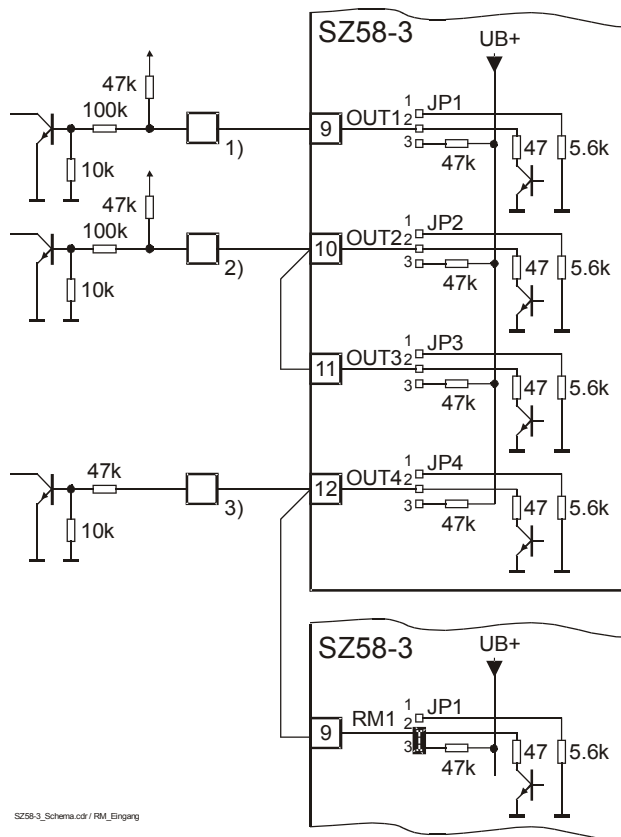 SZ58-3
UB+
47k
100k
10k
1)
9
OUT1
1
2
3
JP1
47k
47
5.6k
47k
100k
10k
2)
10
OUT2
1
2
3
JP2
47k
47
5.6k
11
OUT3
1
2
3
JP3
47k
47
5.6k
47k
10k
3)
12
OUT4
1
2
3
JP4
47k
47
5.6k
SZ58-3
UB+
9
RM1
1
2
3
JP1
47k
47
5.6k
SZ58-3_Schema.cdr / RM_Eingang